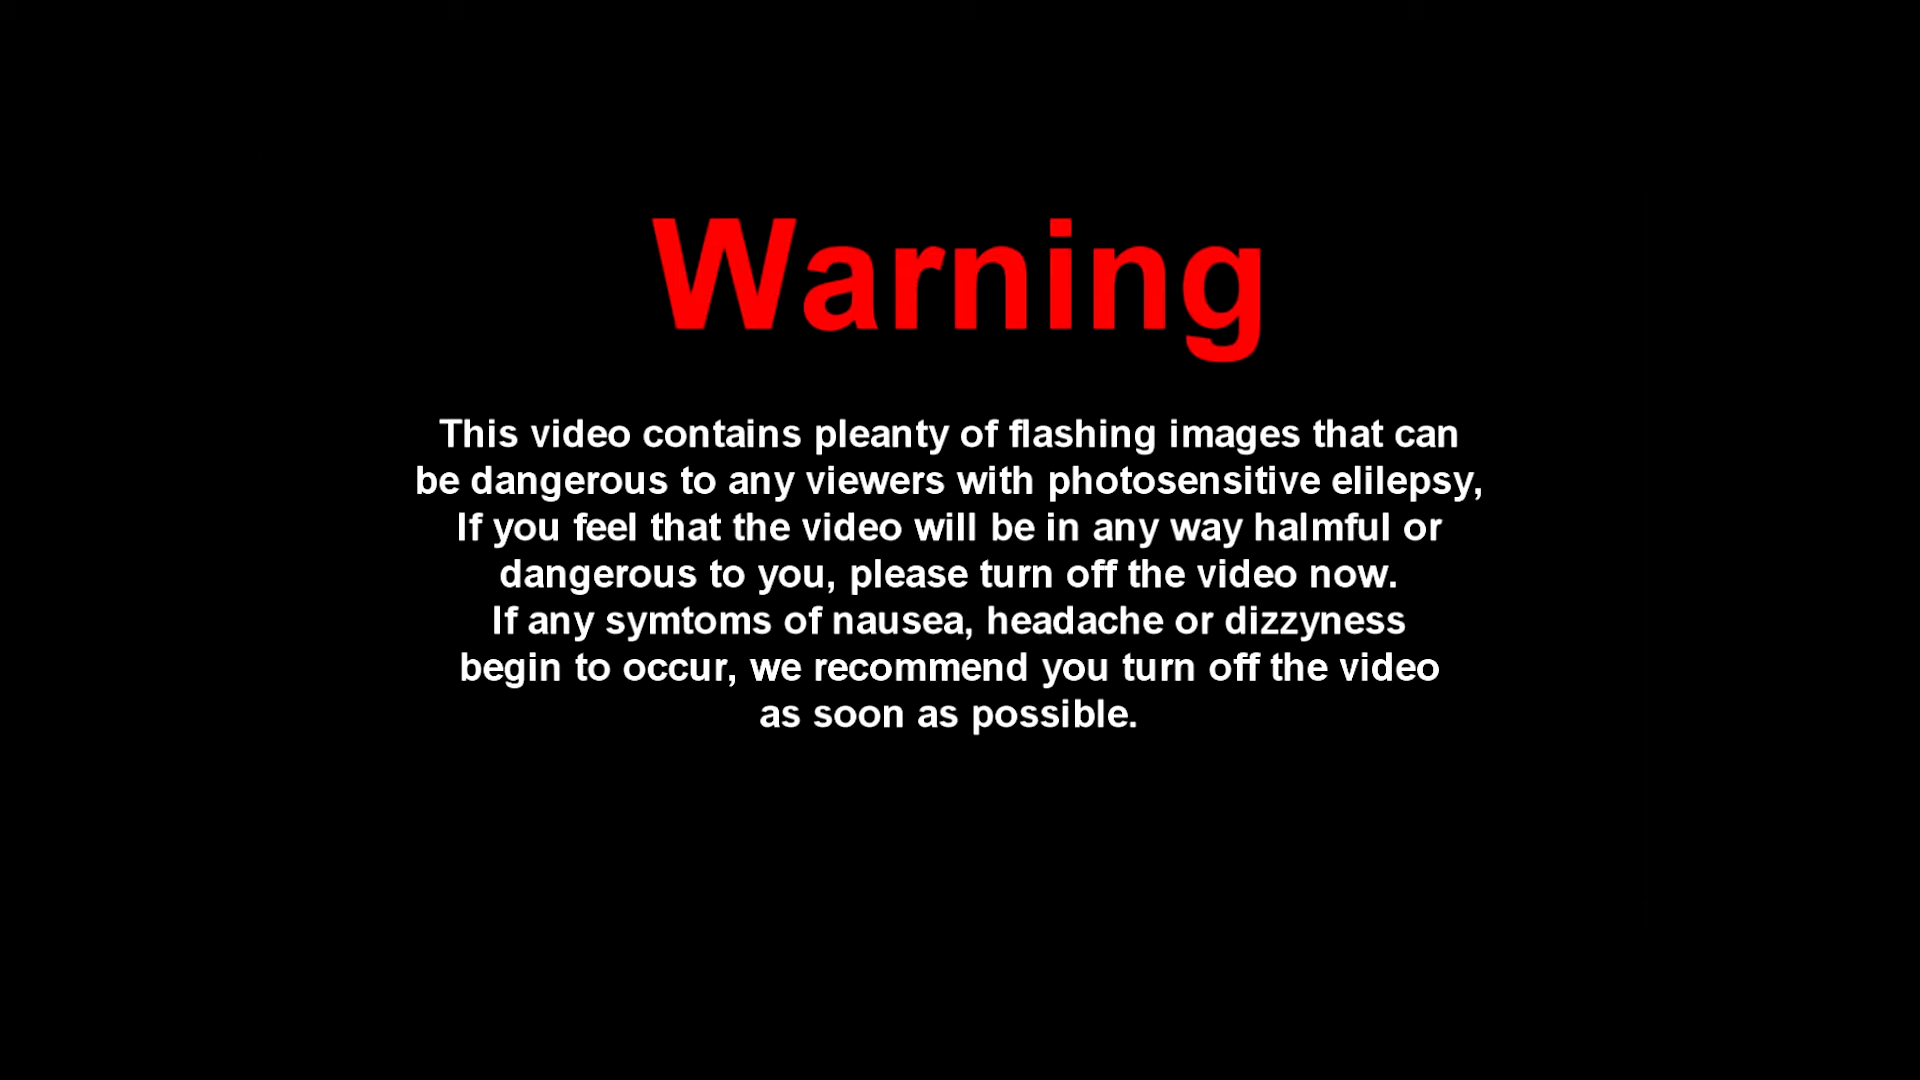 Warning
This video contains pleanty of flashing images that can
be dangerous to any viewers with photosensitive elilepsy,
If you feel that the video will be in any way halmful or
dangerous to you, please turn off the video now.
If any symtoms of nausea, headache or dizzyness
begin to occur, we recommend you turn off the video
as soon as possible.